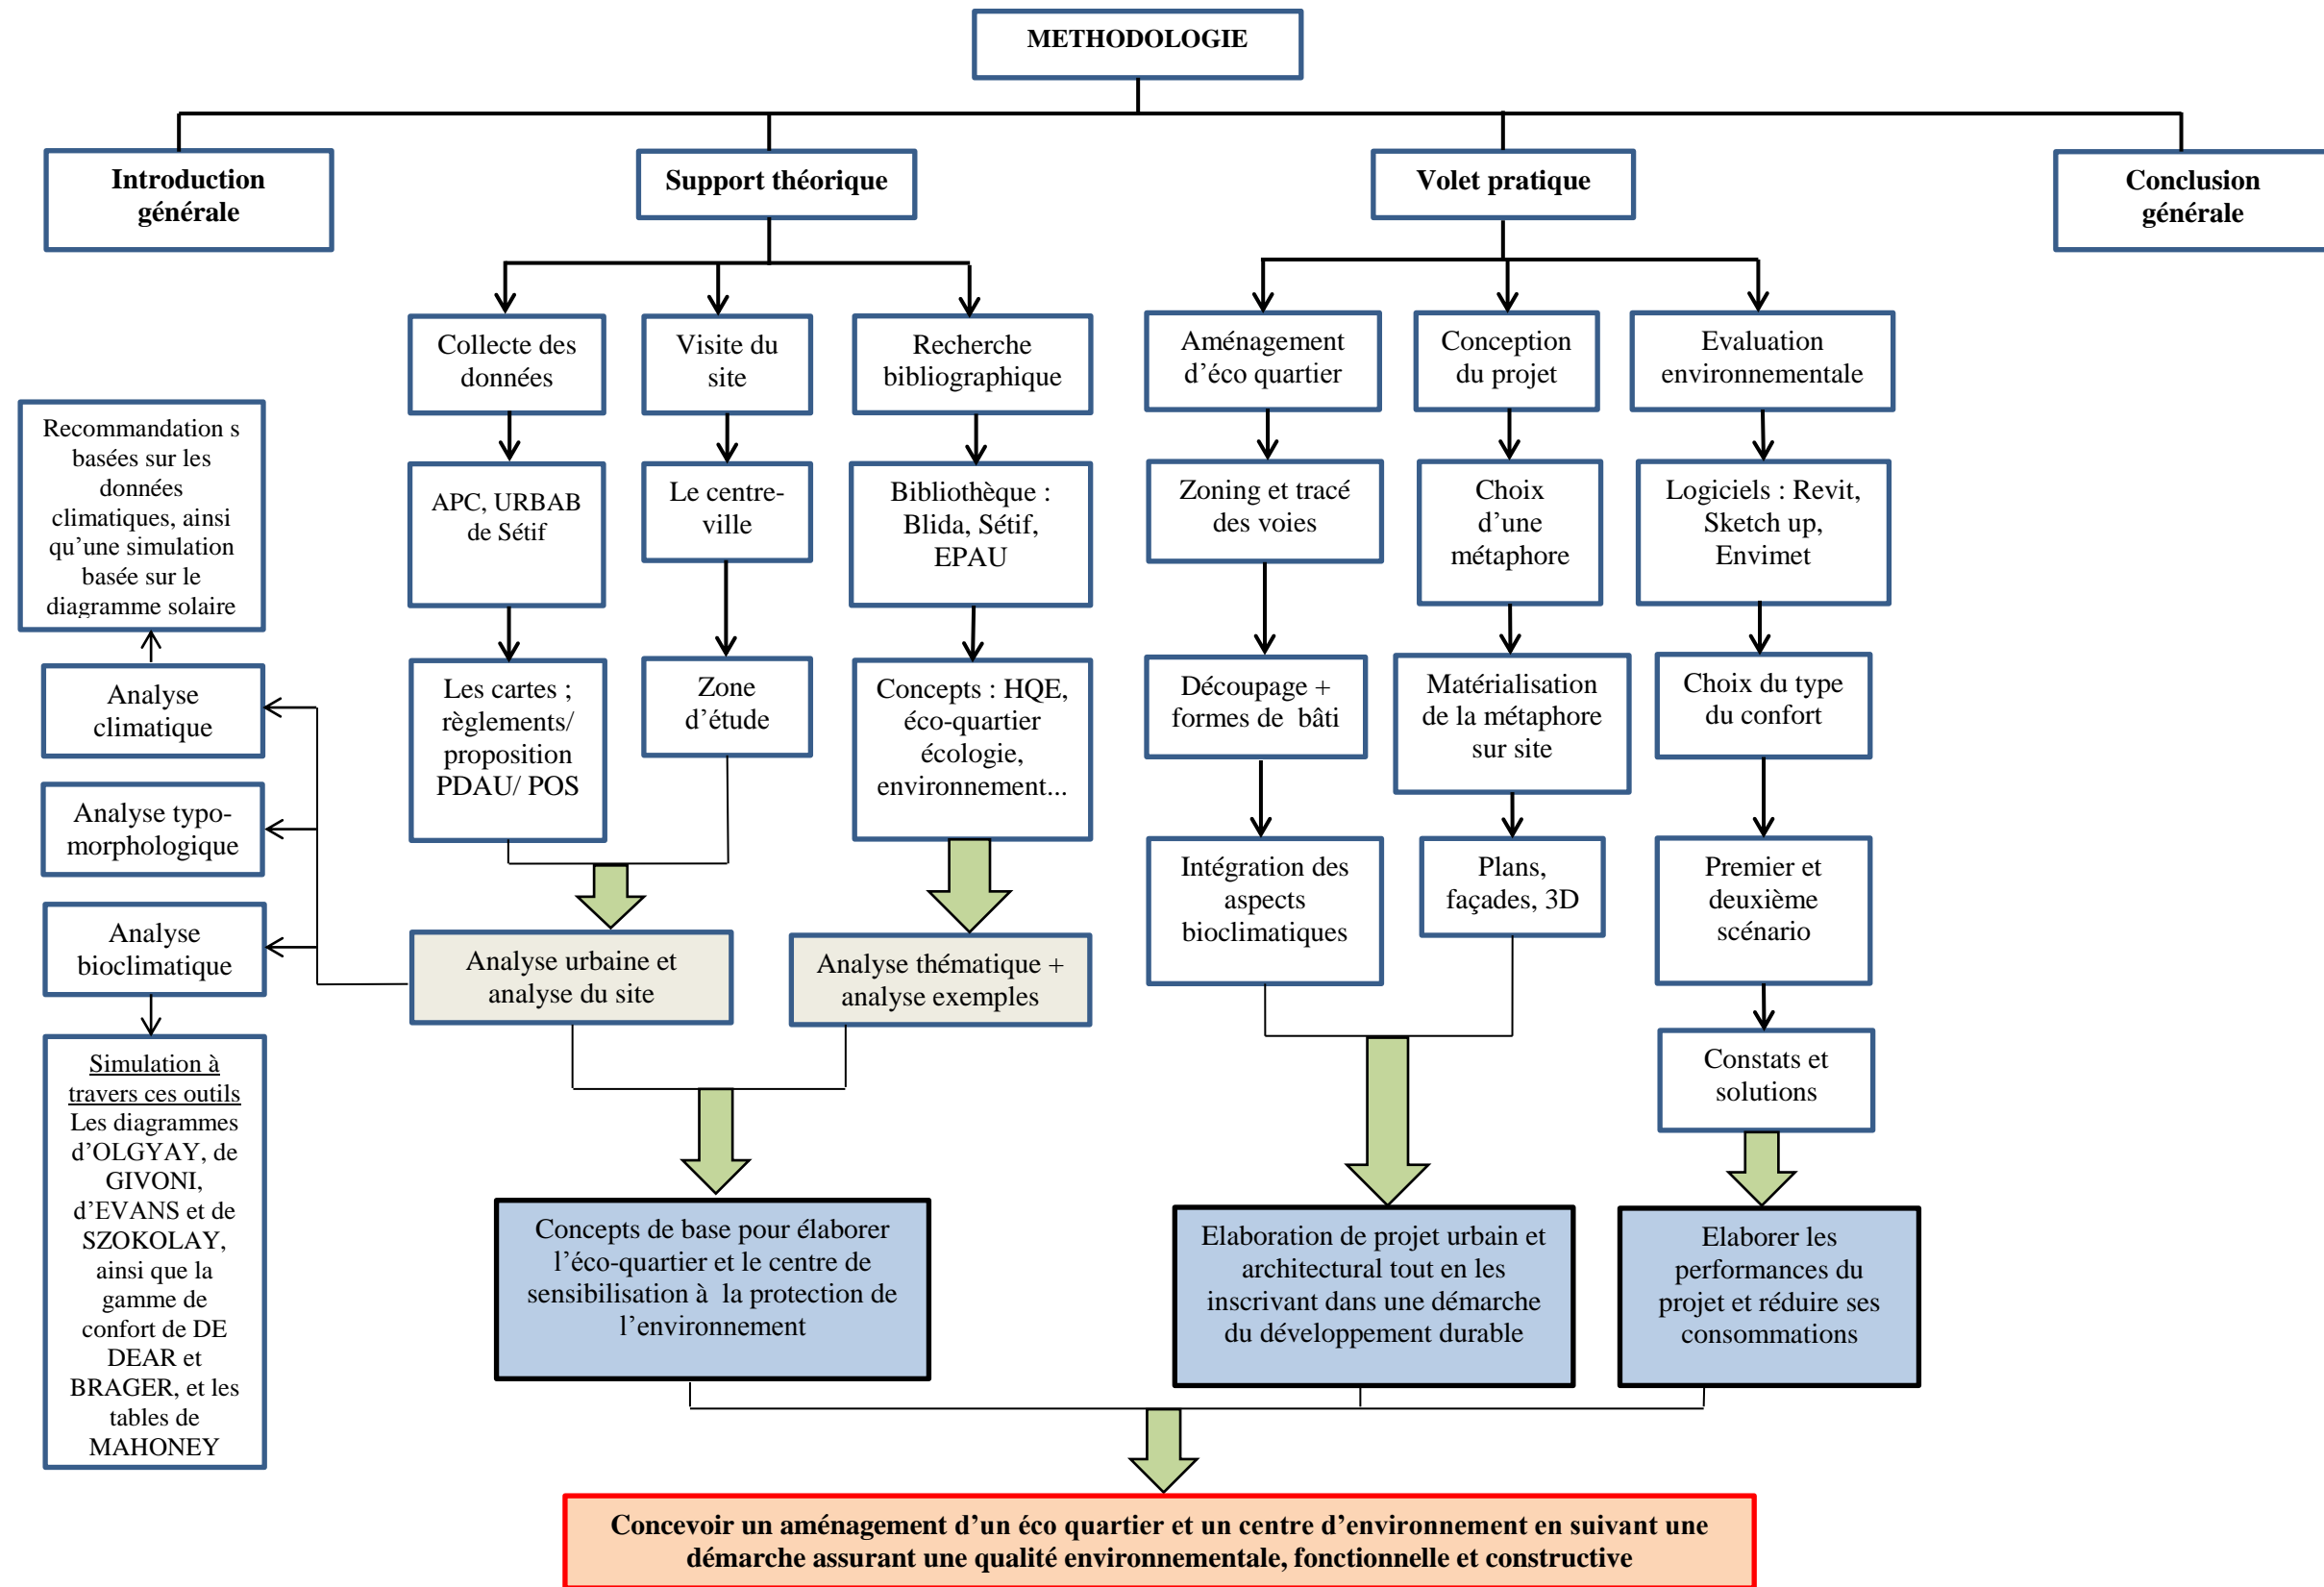 METHODOLOGIE
Introduction
générale
Support théorique
Volet pratique
Conclusion
générale
Collecte des
données
Visite du
site
Recherche
bibliographique
Aménagement
d’éco quartier
Conception
du projet
Evaluation
environnementale
Recommandation s
basées sur les
données
climatiques, ainsi
qu’une simulation
basée sur le
diagramme solaire
APC, URBAB
de Sétif
Le centre-
ville
Bibliothèque :
Blida, Sétif,
EPAU
Zoning et tracé
des voies
Choix
d’une
métaphore
Logiciels : Revit,
Sketch up,
Envimet
Analyse
climatique
Les cartes ;
règlements/
proposition
PDAU/ POS
Zone
d’étude
Concepts : HQE,
éco-quartier
écologie,
environnement...
Découpage +
formes de bâti
Matérialisation
de la métaphore
sur site
Choix du type
du confort
Analyse typo-
morphologique
Intégration des
aspects
bioclimatiques
Plans,
façades, 3D
Premier et
deuxième
scénario
Analyse
bioclimatique
Analyse urbaine et
analyse du site
Analyse thématique +
analyse exemples
Simulation à
travers ces outils
Les diagrammes
d’OLGYAY, de
GIVONI,
d’EVANS et de
SZOKOLAY,
ainsi que la
gamme de
confort de DE
DEAR et
BRAGER, et les
tables de
MAHONEY
Constats et
solutions
Concepts de base pour élaborer
l’éco-quartier et le centre de
sensibilisation à la protection de
l’environnement
Elaboration de projet urbain et
architectural tout en les
inscrivant dans une démarche
du développement durable
Elaborer les
performances du
projet et réduire ses
consommations
Concevoir un aménagement d’un éco quartier et un centre d’environnement en suivant une
démarche assurant une qualité environnementale, fonctionnelle et constructive